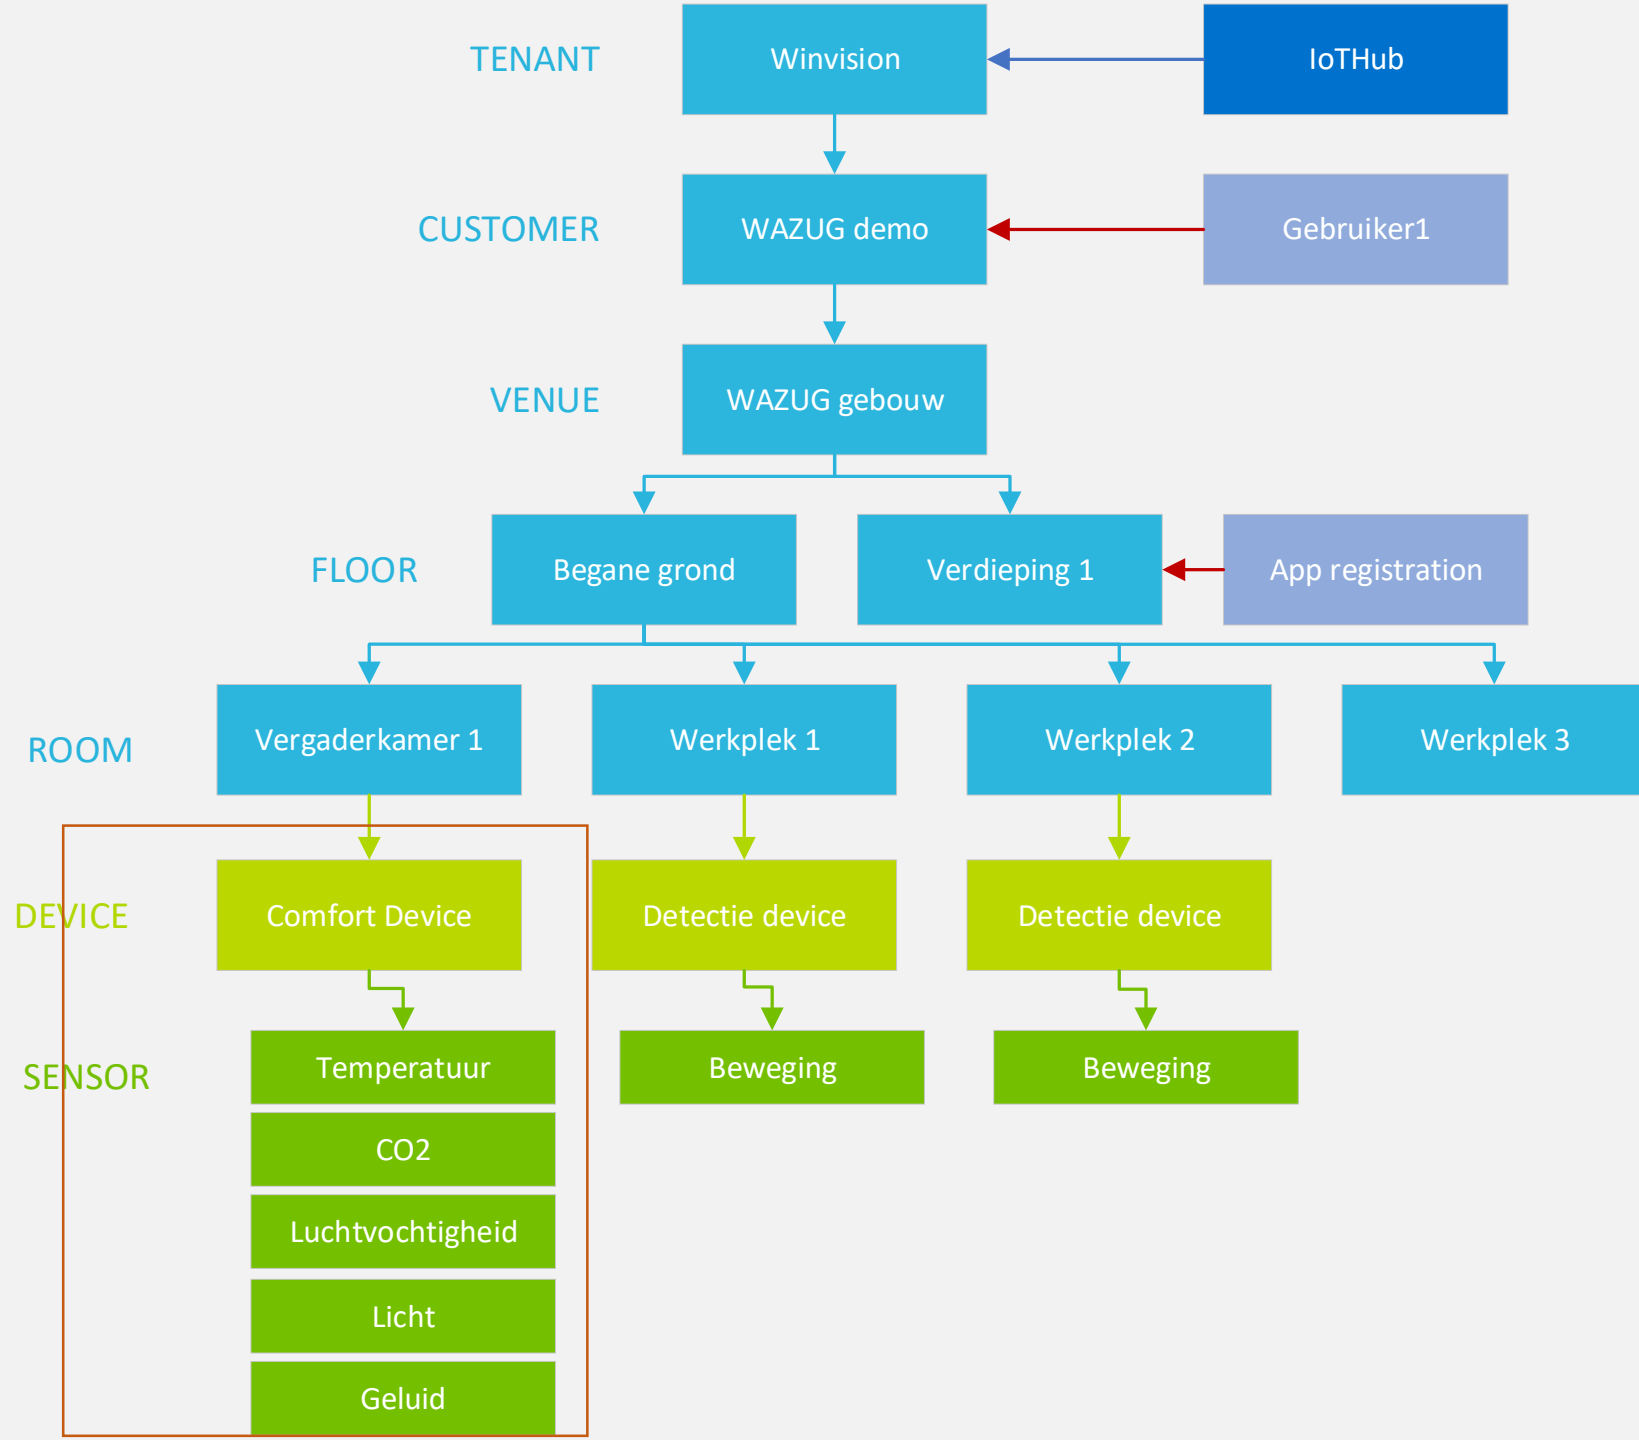 TENANT
Winvision
IoTHub
CUSTOMER
WAZUG demo
Gebruiker1
VENUE
WAZUG gebouw
FLOOR
Begane grond
Verdieping 1
App registration
ROOM
Vergaderkamer 1
Werkplek 1
Werkplek 2
Werkplek 3
DEVICE
Comfort Device
Detectie device
Detectie device
SENSOR
Temperatuur
Beweging
Beweging
CO2
Luchtvochtigheid
Licht
Geluid